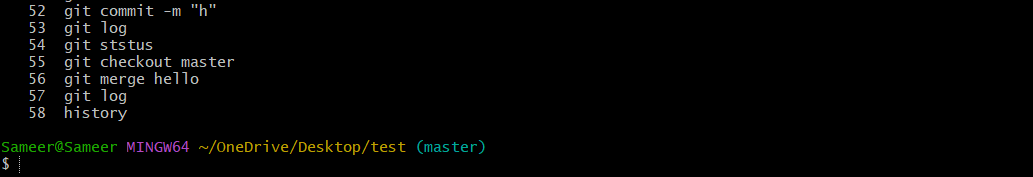 52 git commit -m "h"
53 git log
54 git ststus
55 git checkout master
56 git merge hello
57 git log
58 history
Sameer@Sameer MINGW64 ~/OneDrive/Desktop/test (master)
$